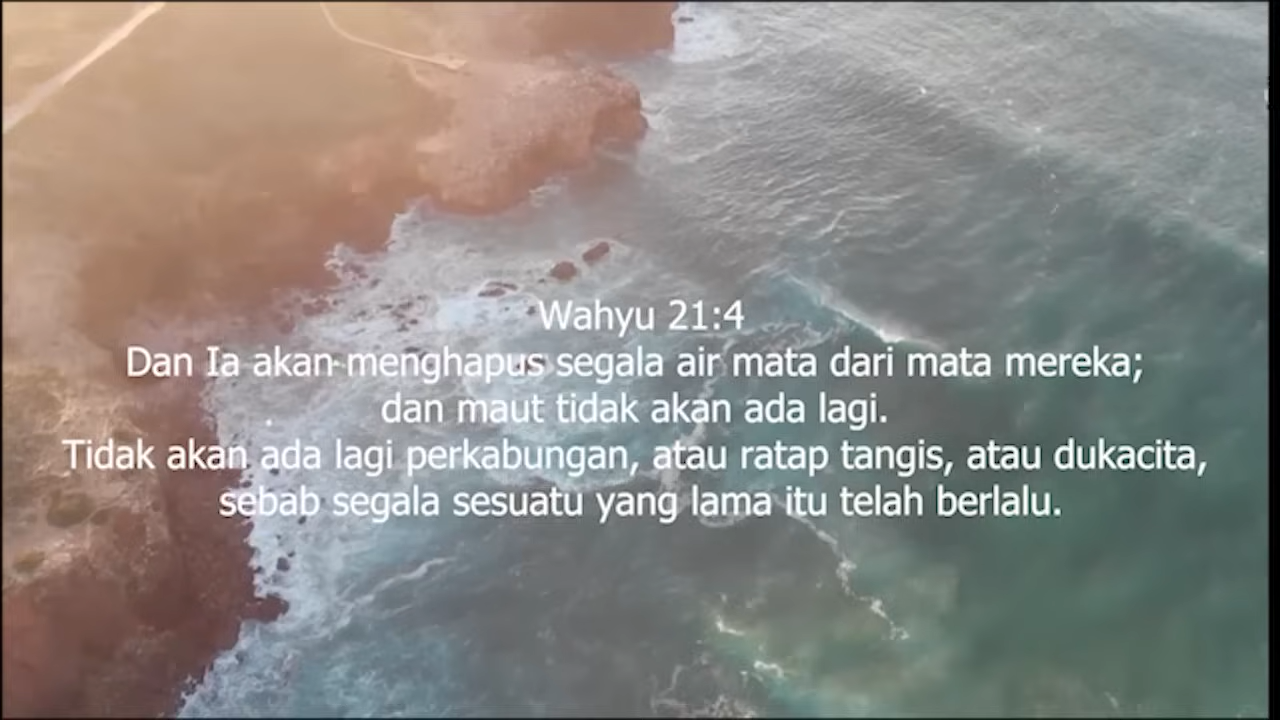 Wahyu 21:4
Dan Ia akan menghapus segala air mata dari mata mereka;
dan maut tidak akan ada lagi.
Tidak akan ada lagi perkabungan, atau ratap tangis, atau dukacita,
sebab segala sesuatu yang lama itu telah berlalu.